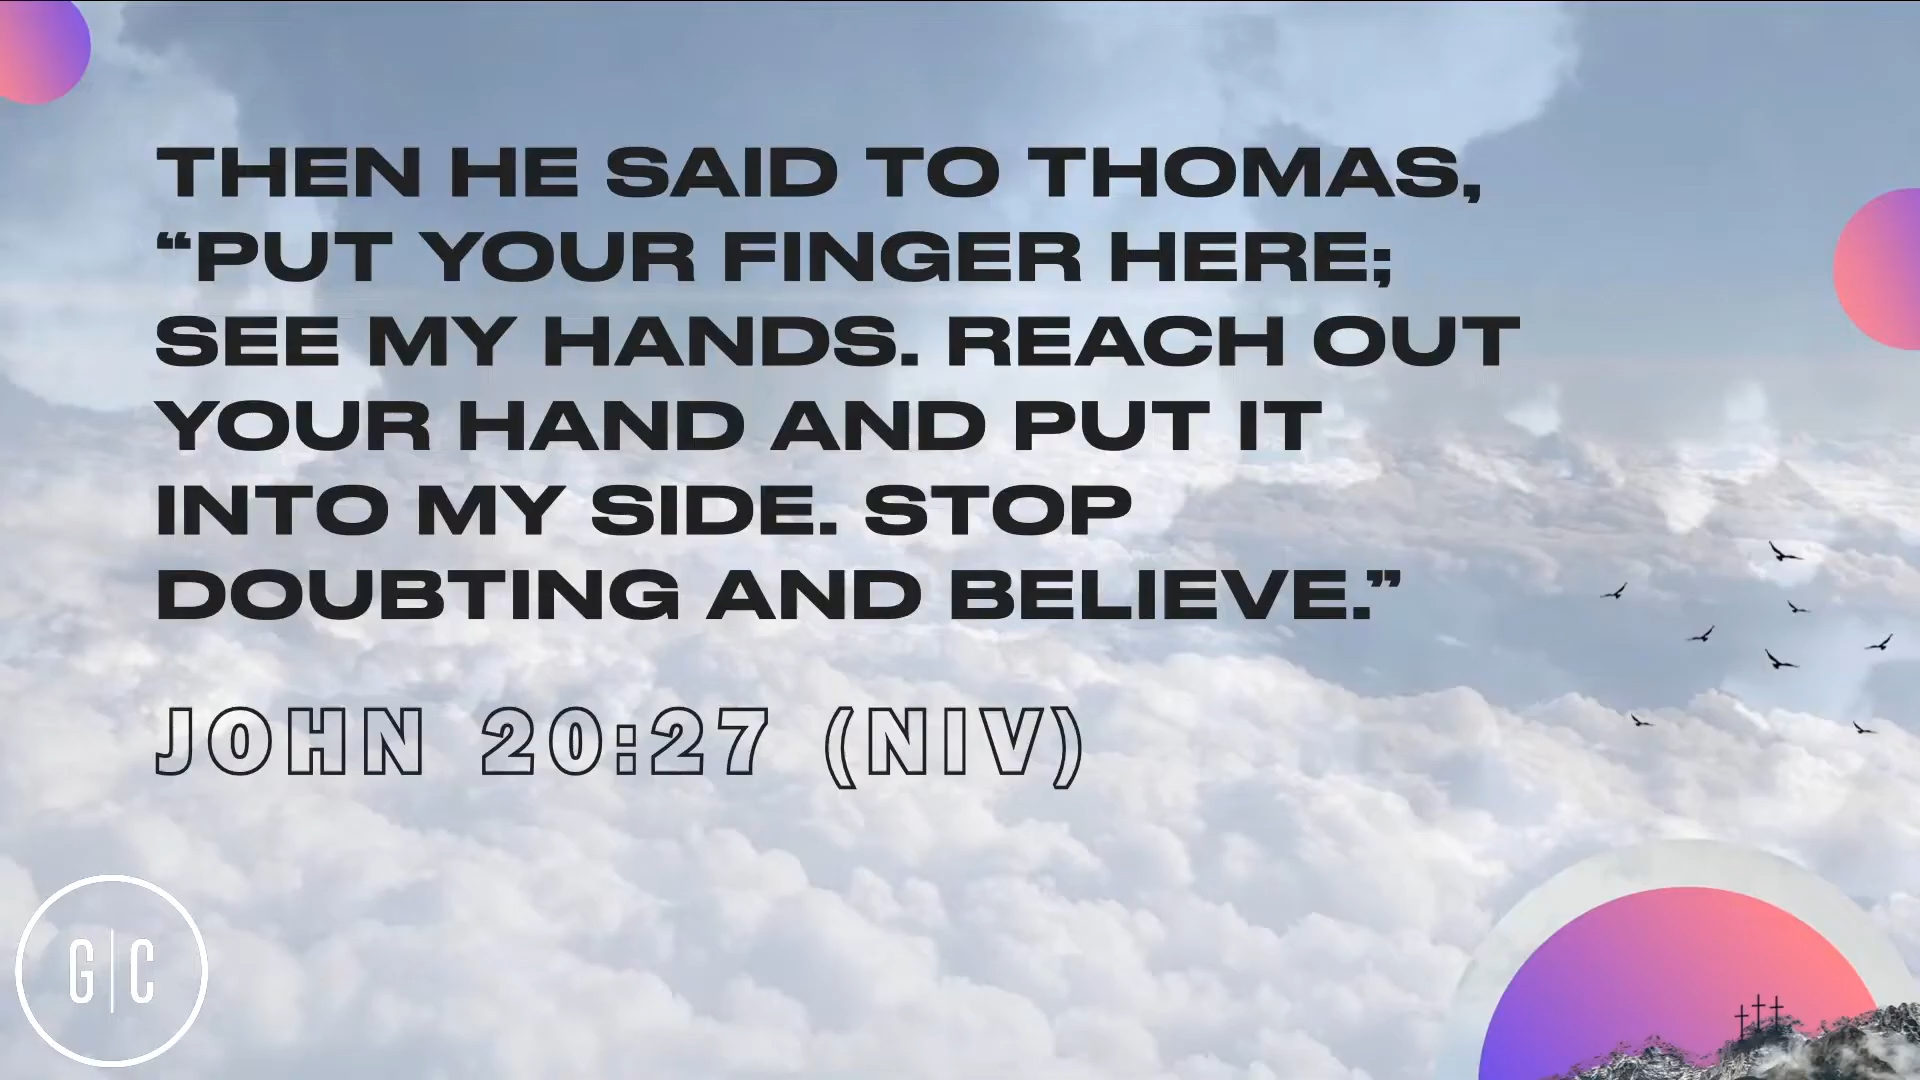 THEN HE SAID TO THOMAS,
“PUT YOUR FINGER HERE;
SEE MY HANDS. REACH OUT
YOUR HAND AND PUT IT
INTO MY SIDE. STOP
DOUBTING AND BELIEVE.”
JOHN 20:27 (NIV)
G|C